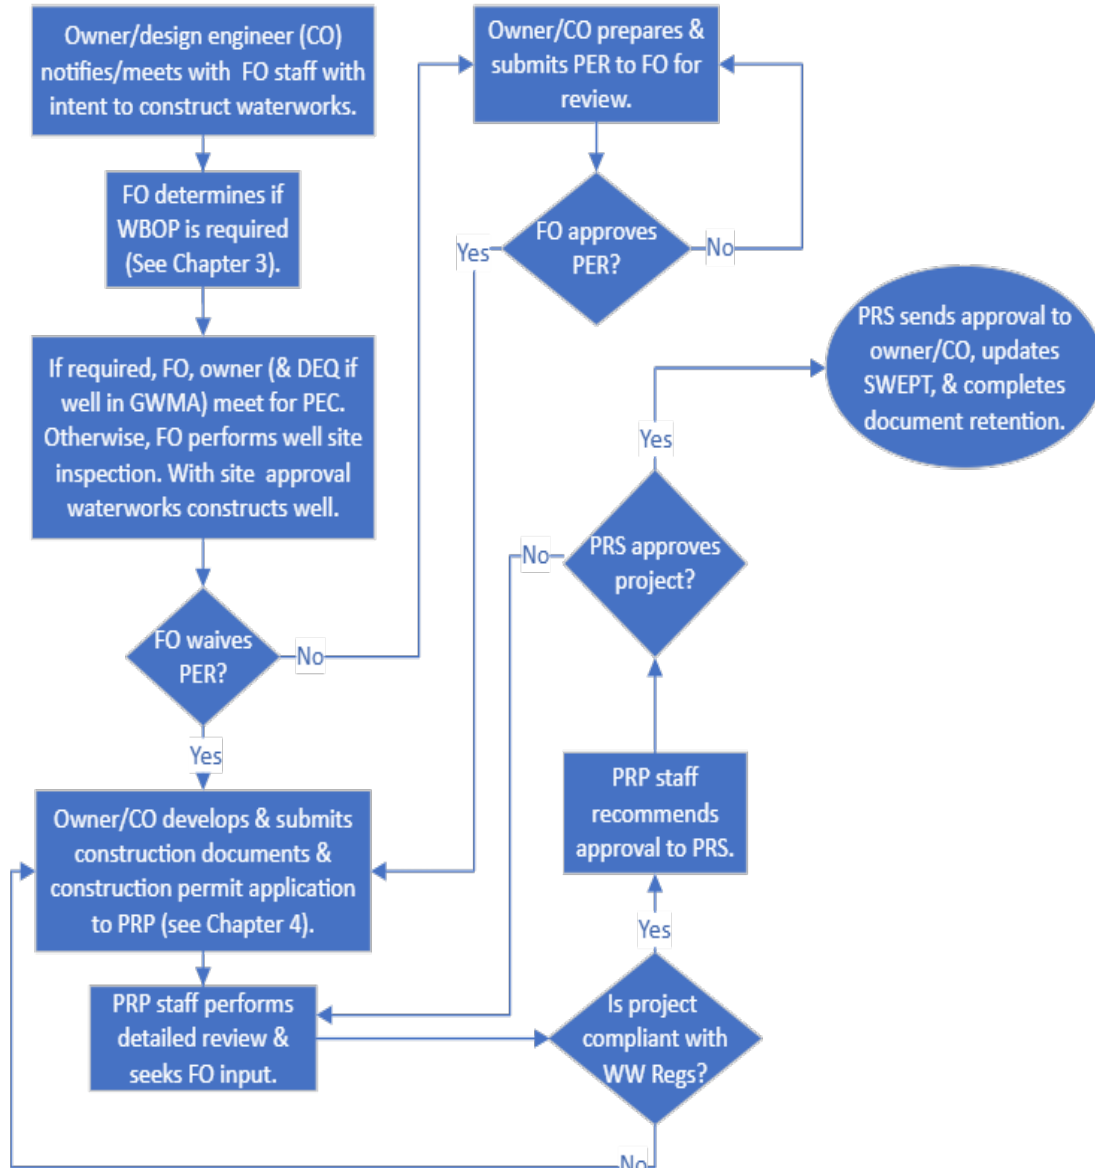 Owner/design engineer (CO)
notifies/meets with FO staff with
intent to construct waterworks.
FO determines if
WBOP is required
(See Chapter 3).
If required, FO, owner (& DEQ if
well in GWMA) meet for PEC.
Otherwise, FO performs well site
inspection. With site approval
waterworks constructs well.
FO waives
PER?
No
Yes
Owner/CO prepares &
submits PER to FO for
review.
FO approves
PER?
Yes
No
Owner/CO develops & submits
construction documents &
construction permit application
to PRP (see Chapter 4).
PRP staff performs
detailed review &
seeks FO input.
Is project
compliant with
WW Regs?
No
Yes
PRP staff
recommends
approval to PRS.
PRS approves
project?
No
Yes
PRS sends approval to
owner/CO, updates
SWEPT, & completes
document retention.